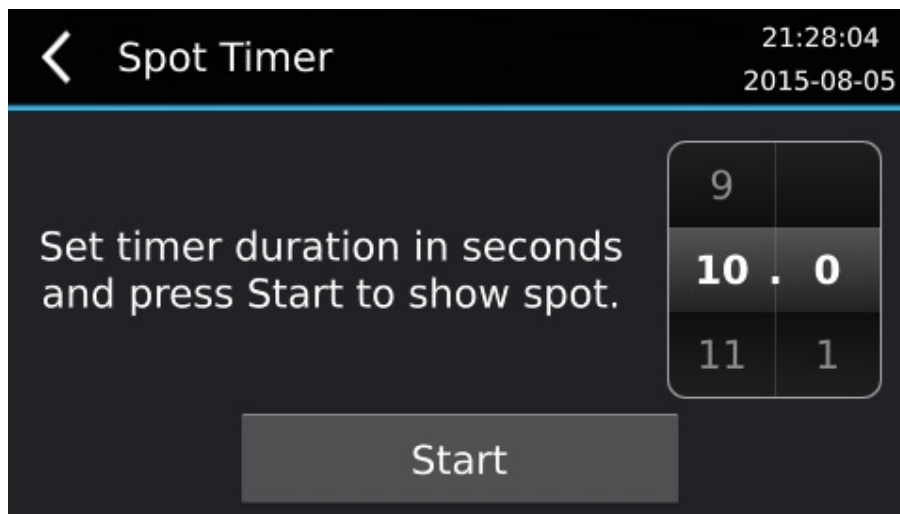 Spot Timer
21:28:04
2015-08-05
Set timer duration in seconds
and press Start to show spot.
9
10 . 0
11 1
Start